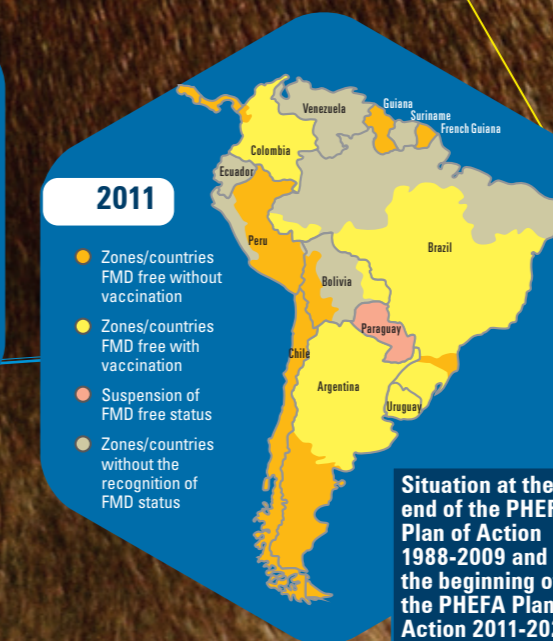 2011
Zones/countries
FMD free without
vaccination
Zones/countries
FMD free with
vaccination
Suspension of
FMD free status
Zones/countries
without the
recognition of
FMD status
Venezuela
Guiana
Suriname
French Guiana
Colombia
Ecuador
Peru
Brazil
Bolivia
Paraguay
Chile
Argentina
Uruguay
Situation at the
end of the
Plan of Action
1988-2009 and
the beginning
the PHEFA Plan
Action